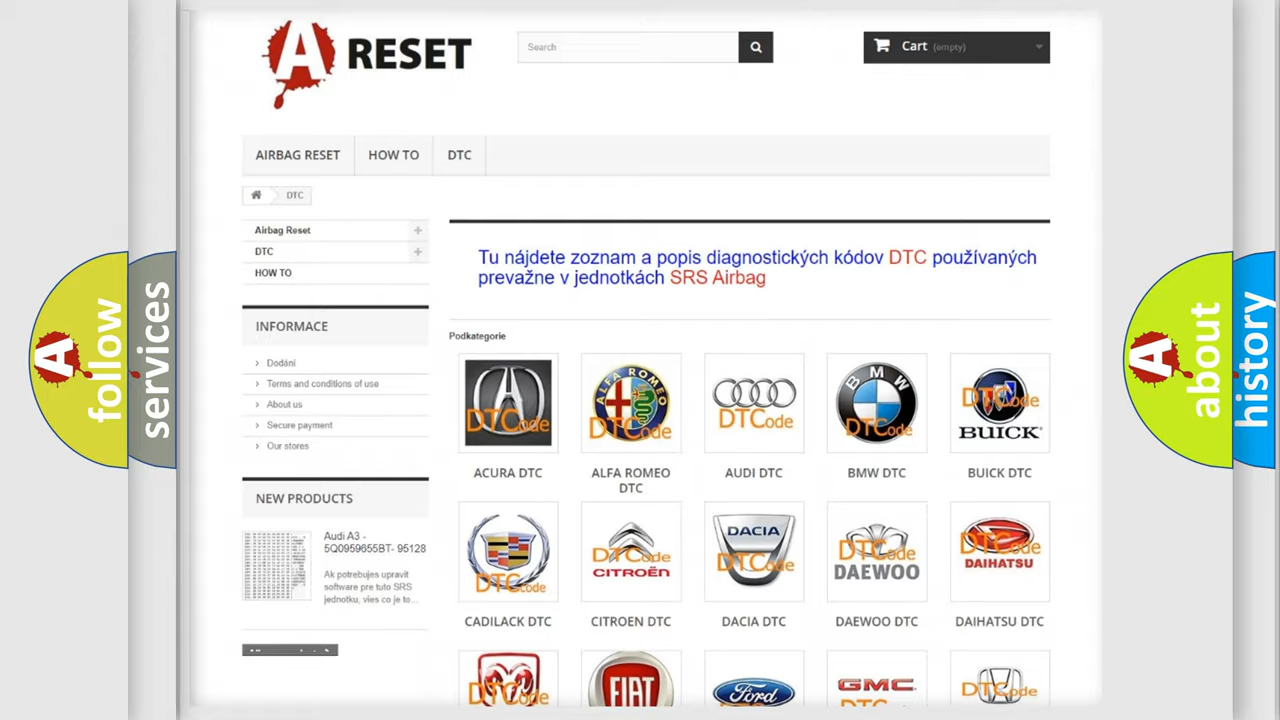 A RESET
Search
Cart (empty)
AIRBAG RESET
HOW TO
DTC
DTC
Airbag Reset
DTC
HOW TO
INFORMACE
Dodání
Terms and conditions of use
About us
Secure payment
Our stores
NEW PRODUCTS
Audi A3 -
5Q0959655BT- 95128
Ak potrebujes upravit
software pre tuto SRS
jednotku, vies co je to...
Tu nájdete zoznam a popis diagnostických kódov DTC používaných
prevažne v jednotkách SRS Airbag
Podkategorie
DTCode
ALFA ROMEO
DTCode
DTCode
BMW
DTCode
DTCode
BUICK
ACURA DTC
ALFA ROMEO
DTC
AUDI DTC
BMW DTC
BUICK DTC
DTCode
DTCode
CITROËN
DACIA
DTCode
DTCode
DAEWOO
DTCode
DAIHATSU
CADILACK DTC
CITROEN DTC
DACIA DTC
DAEWOO DTC
DAIHATSU DTC
DTCode
FIAT
Ford
GMC
DTCode
A
follow
services
A
about
history